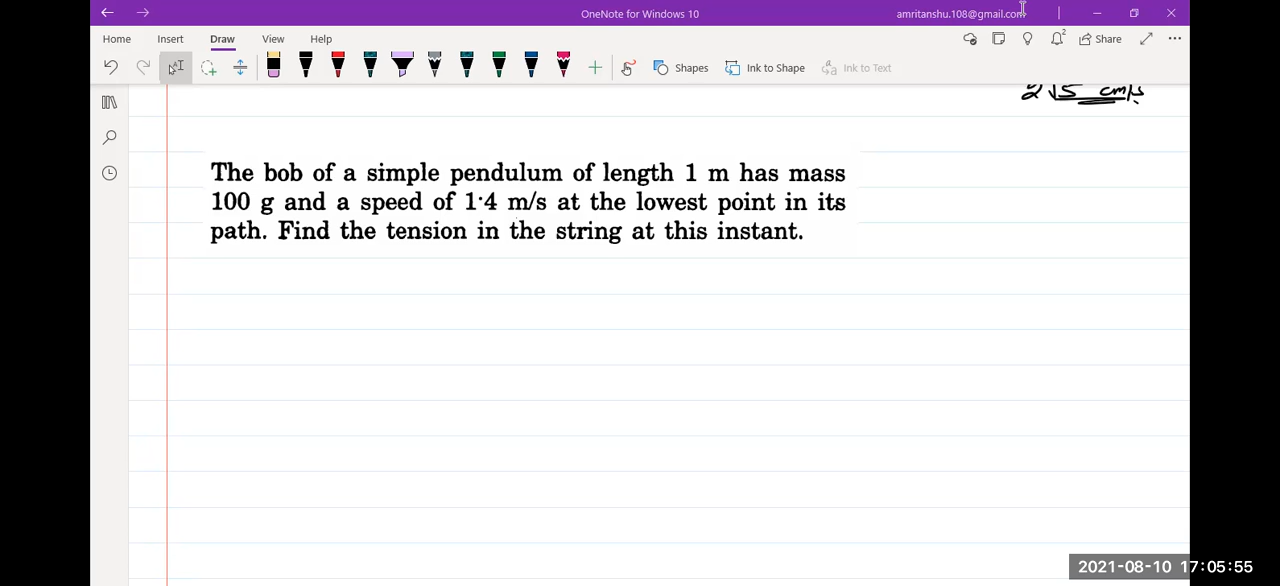 OneNote for Windows 10
amritanshu.108@gmail.com
Home Insert Draw View Help
Share
Shapes Ink to Shape Ink to Text
2√5 cm/s
The bob of a simple pendulum of length 1 m has mass
100 g and a speed of 1·4 m/s at the lowest point in its
path. Find the tension in the string at this instant.
2021-08-10 17:05:55